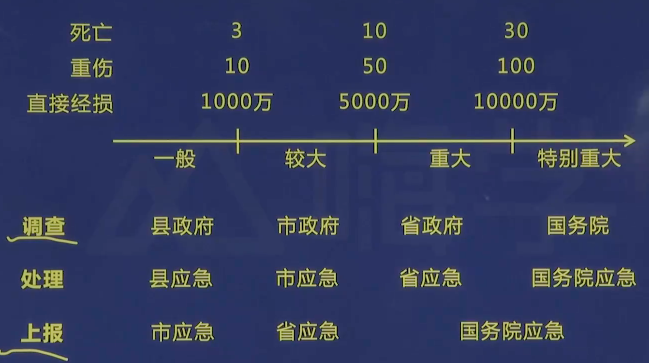 死亡 3 10 30
重伤 10 50 100
直接经损 1000万 5000万 10000万
一般 较大 重大 特别重大
调查 县政府 市政府 省政府 国务院
处理 县应急 市应急 省应急 国务院应急
上报 市应急 省应急 国务院应急